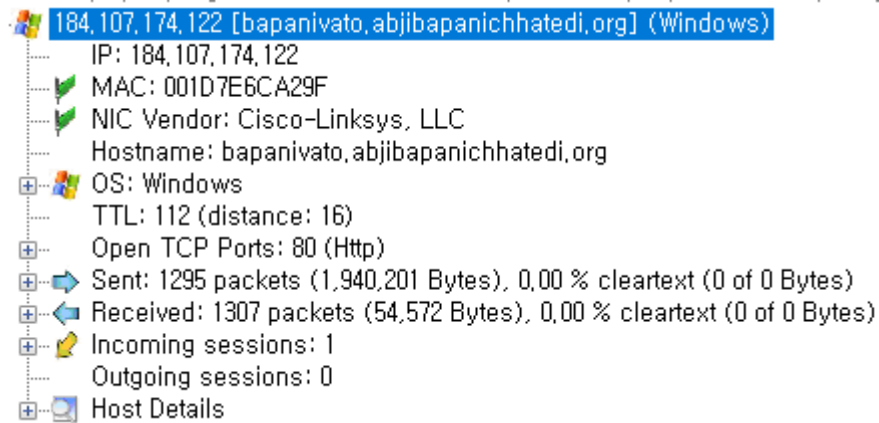 184,107,174,122 [bapanivato,abjibapanichhatedi,org] (Windows)
IP: 184,107,174,122
MAC: 001D7E6CA29F
NIC Vendor: Cisco-Linksys, LLC
Hostname: bapanivato,abjibapanichhatedi,org
OS: Windows
TTL: 112 (distance: 16)
Open TCP Ports: 80 (Http)
Sent: 1295 packets (1,940,201 Bytes), 0,00 % cleartext (0 of 0 Bytes)
Received: 1307 packets (54,572 Bytes), 0,00 % cleartext (0 of 0 Bytes)
Incoming sessions: 1
Outgoing sessions: 0
Host Details